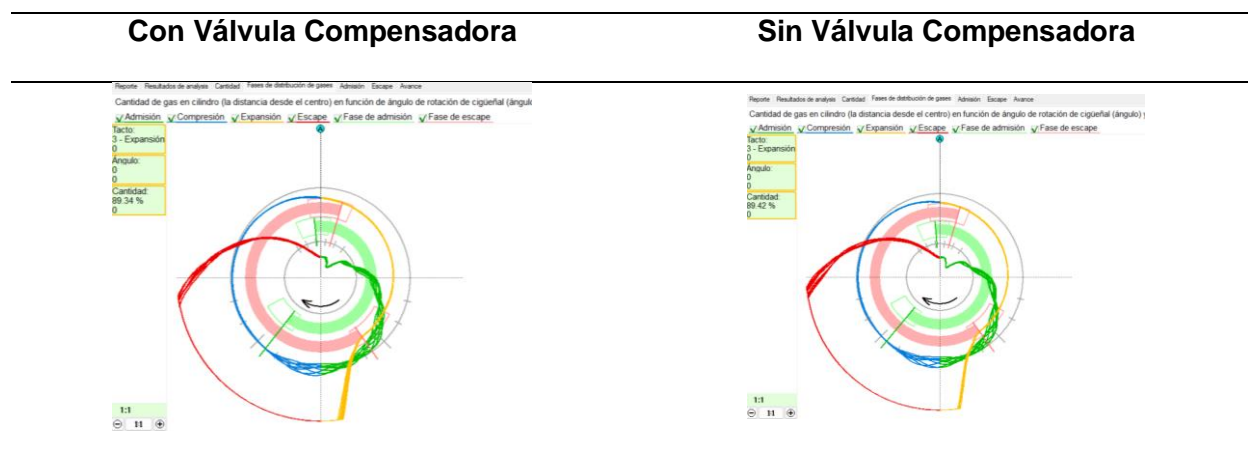 Con Válvula Compensadora
Sin Válvula Compensadora
Reporte Resultados de analysis Cantidad Fases de distribución de gases Admisión Escape Avance
Cantidad de gas en cilindro (la distancia desde el centro) en función de ángulo de rotación de cigüeñal (ángulo
Admisión Compresión Expansión Escape Fase de admisión Fase de escape
Tacto:
3 - Expansión
0
Ángulo:
0
0
Cantidad:
89.34 %
0
A
1:1
1:1
Reporte Resultados de analysis Cantidad Fases de distribución de gases Admisión Escape Avance
Cantidad de gas en cilindro (la distancia desde el centro) en función de ángulo de rotación de cigüeñal (ángulo) y
Admisión Compresión Expansión Escape Fase de admisión Fase de escape
Tacto:
3 - Expansión
0
Ángulo:
0
0
Cantidad:
89.42 %
0
A
1:1
1:1